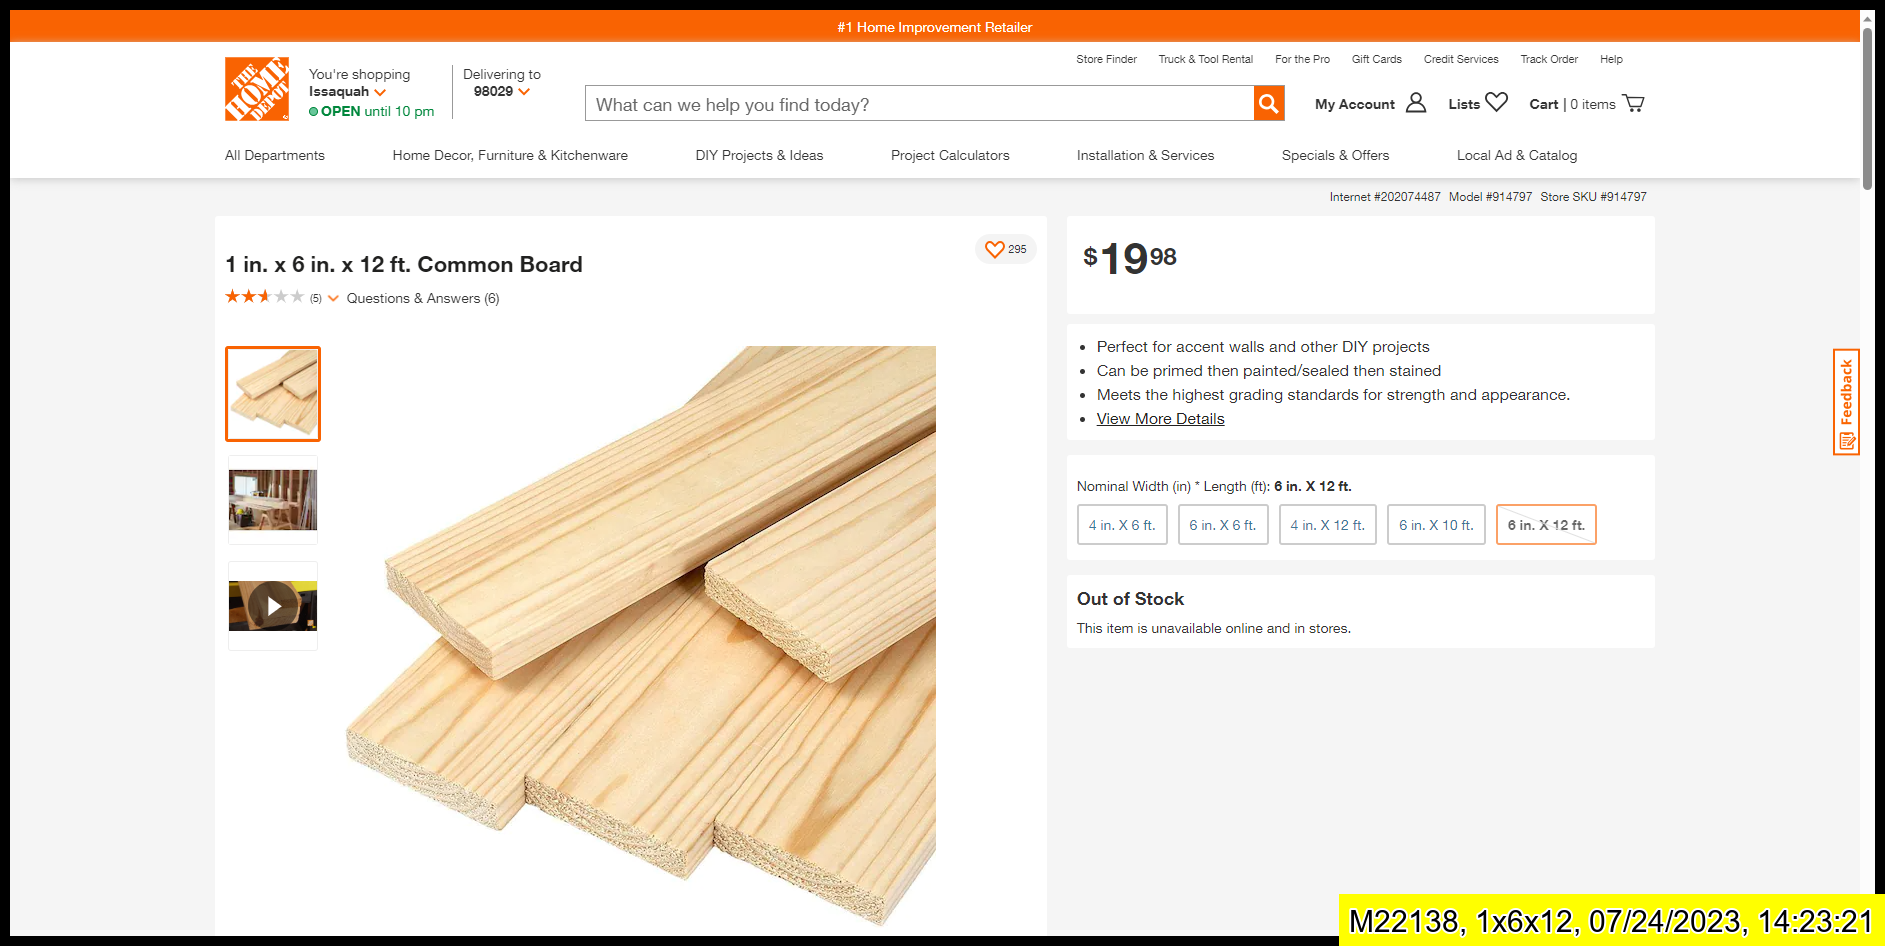 #1 Home Improvement Retailer
Store Finder
Truck & Tool Rental
For the Pro
Gift Cards
Credit Services
Track Order
Help
THE HOME DEPOT
You're shopping
Issaquah
OPEN until 10 pm
Delivering to
98029
What can we help you find today?
My Account
Lists
Cart | 0 items
All Departments
Home Decor, Furniture & Kitchenware
DIY Projects & Ideas
Project Calculators
Installation & Services
Specials & Offers
Local Ad & Catalog
Internet #202074487 Model #914797 Store SKU #914797
295
1 in. x 6 in. x 12 ft. Common Board
(5)
Questions & Answers (6)
$19 98
Perfect for accent walls and other DIY projects
Can be primed then painted/sealed then stained
Meets the highest grading standards for strength and appearance.
View More Details
Feedback
Nominal Width (in) * Length (ft): 6 in. X 12 ft.
4 in. X 6 ft.
6 in. X 6 ft.
4 in. X 12 ft.
6 in. X 10 ft.
6 in. X 12 ft.
Out of Stock
This item is unavailable online and in stores.
M22138, 1x6x12, 07/24/2023, 14:23:21